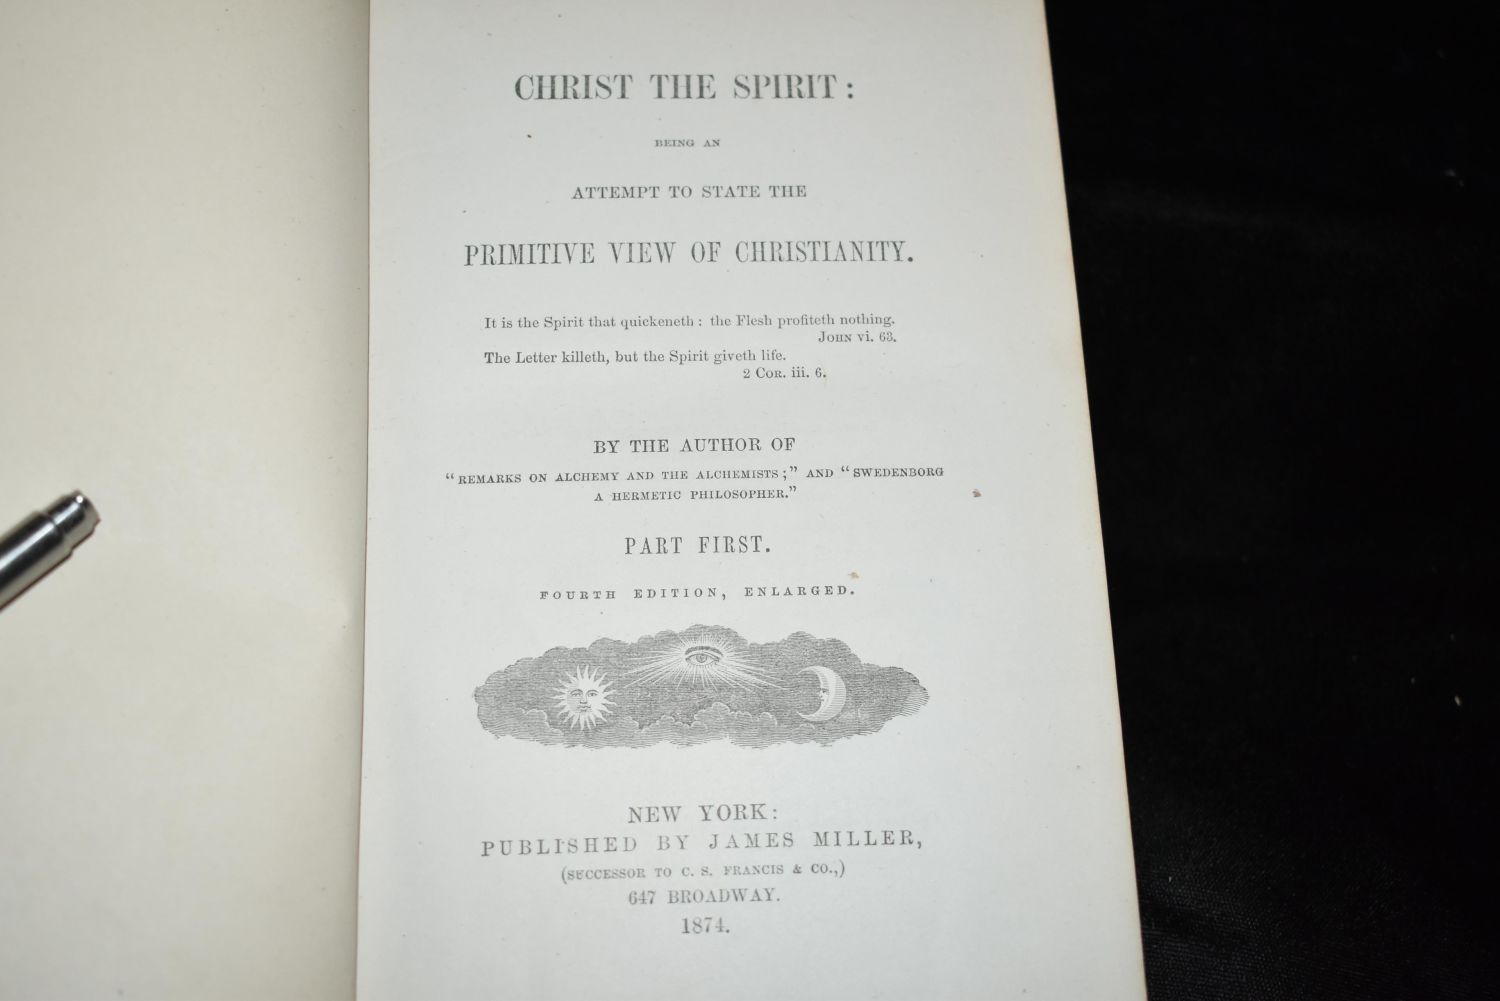 CHRIST THE SPIRIT:
BEING AN
ATTEMPT TO STATE THE
PRIMITIVE VIEW OF CHRISTIANITY.
It is the Spirit that quickeneth: the Flesh profiteth nothing.
JOHN vi. 63.
The Letter killeth, but the Spirit giveth life.
2 COR. iii. 6.
BY THE AUTHOR OF
"REMARKS ON ALCHEMY AND THE ALCHEMISTS;" AND "SWEDENBORG
A HERMETIC PHILOSOPHER."
PART FIRST.
FOURTH EDITION, ENLARGED.
NEW YORK:
PUBLISHED BY JAMES MILLER,
(SUCCESSOR TO C. S. FRANCIS & CO.,)
647 BROADWAY.
1874.